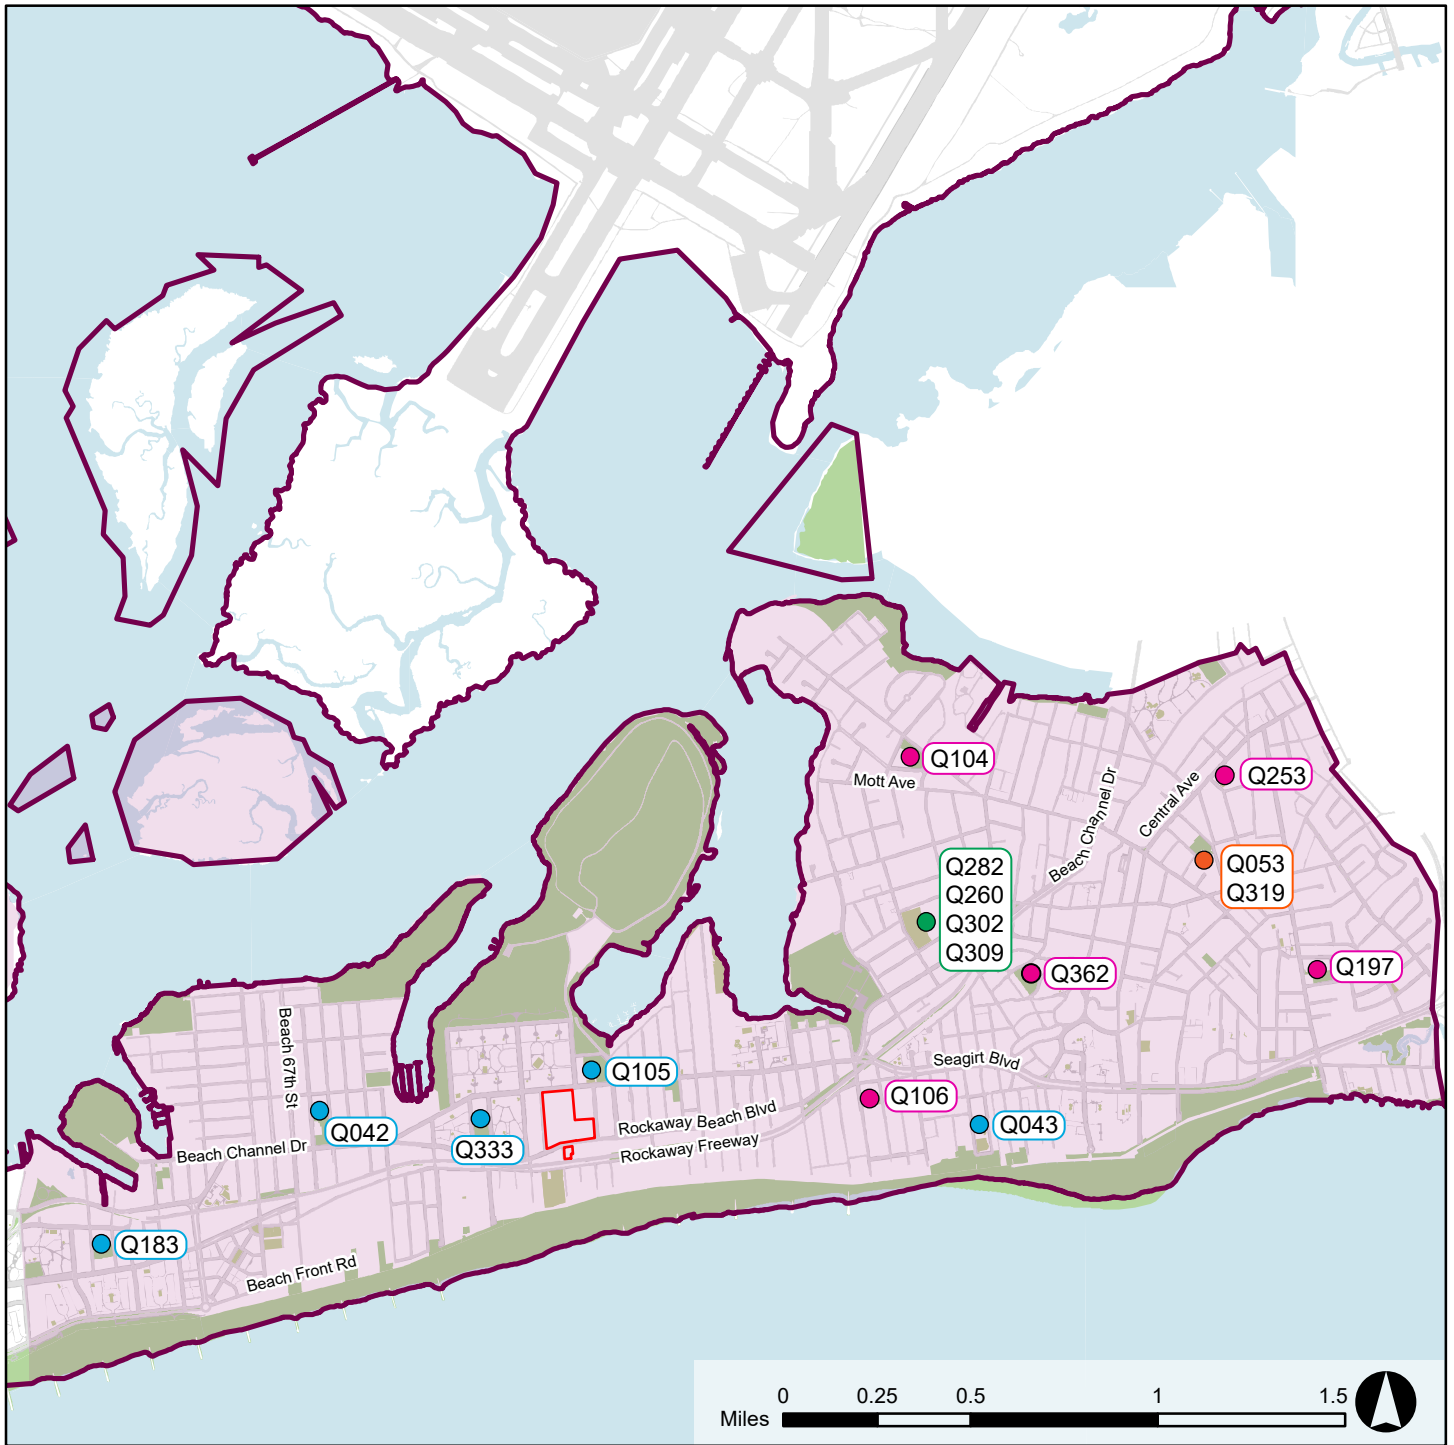 Q104
Mott Ave
Q253
Beach Channel Dr
Central Ave
Q053
Q319
Q282
Q260
Q302
Q309
Q362
Q197
Beach 67th St
Seagirt Blvd
Q105
Q106
Q042
Q333
Rockaway Beach Blvd
Q043
Beach Channel Dr
Rockaway Freeway
Q183
Beach Front Rd
0 0.25 0.5 1 1.5
Miles